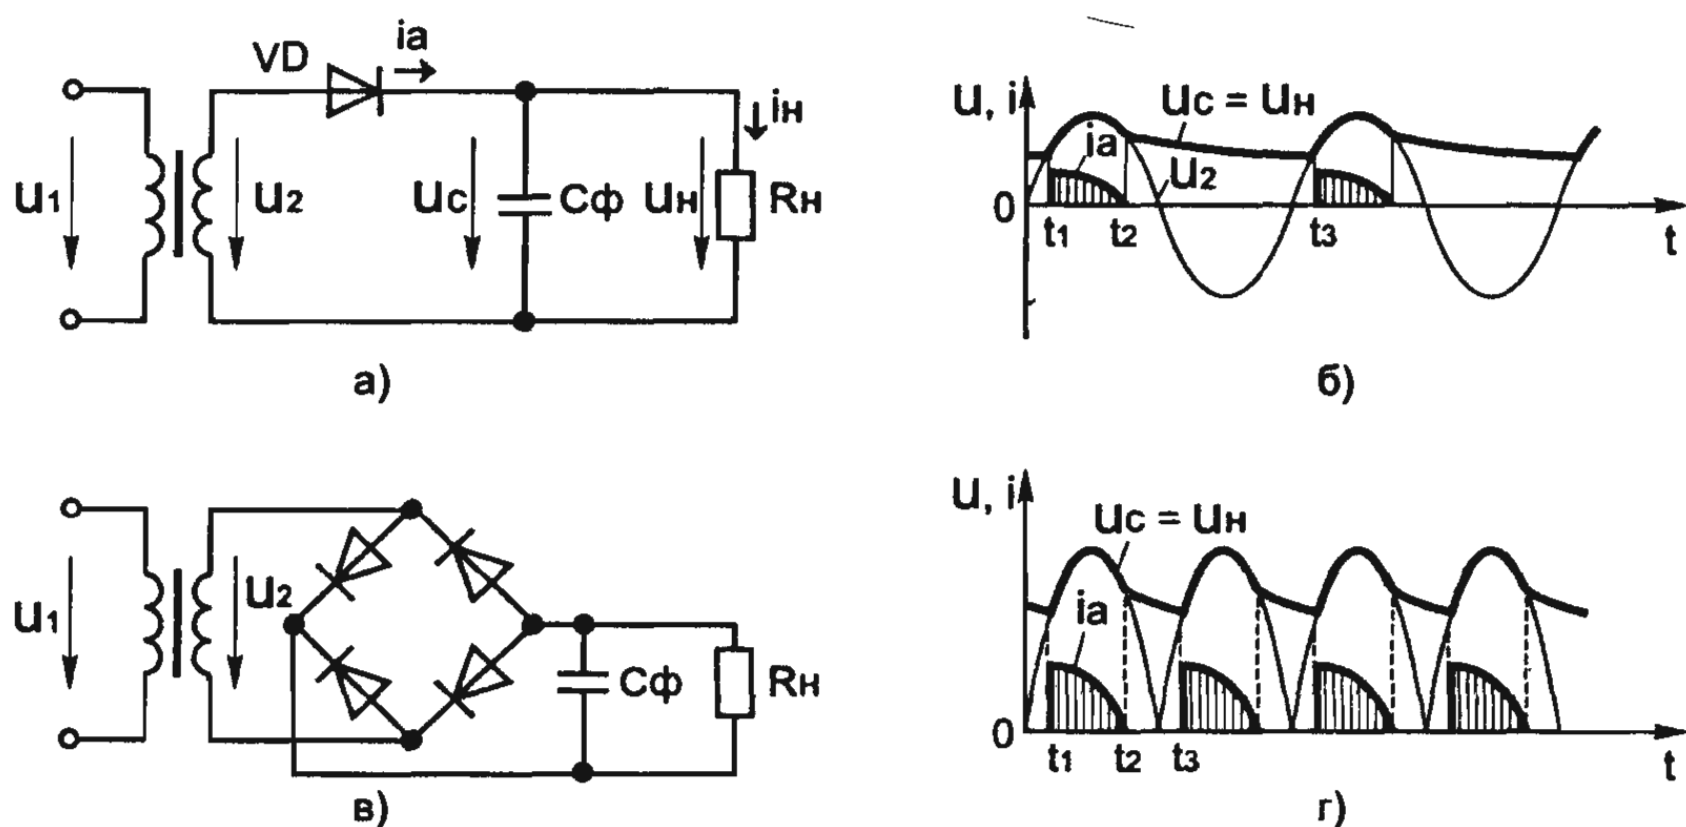 VD
ia
iн
u1
u2
uc
Cф
uн
Rн
а)
u, i
uc = uн
ia
u2
0
t1
t2
t3
t
б)
u1
u2
Cф
Rн
в)
u, i
uc = uн
ia
0
t1
t2
t3
t
г)